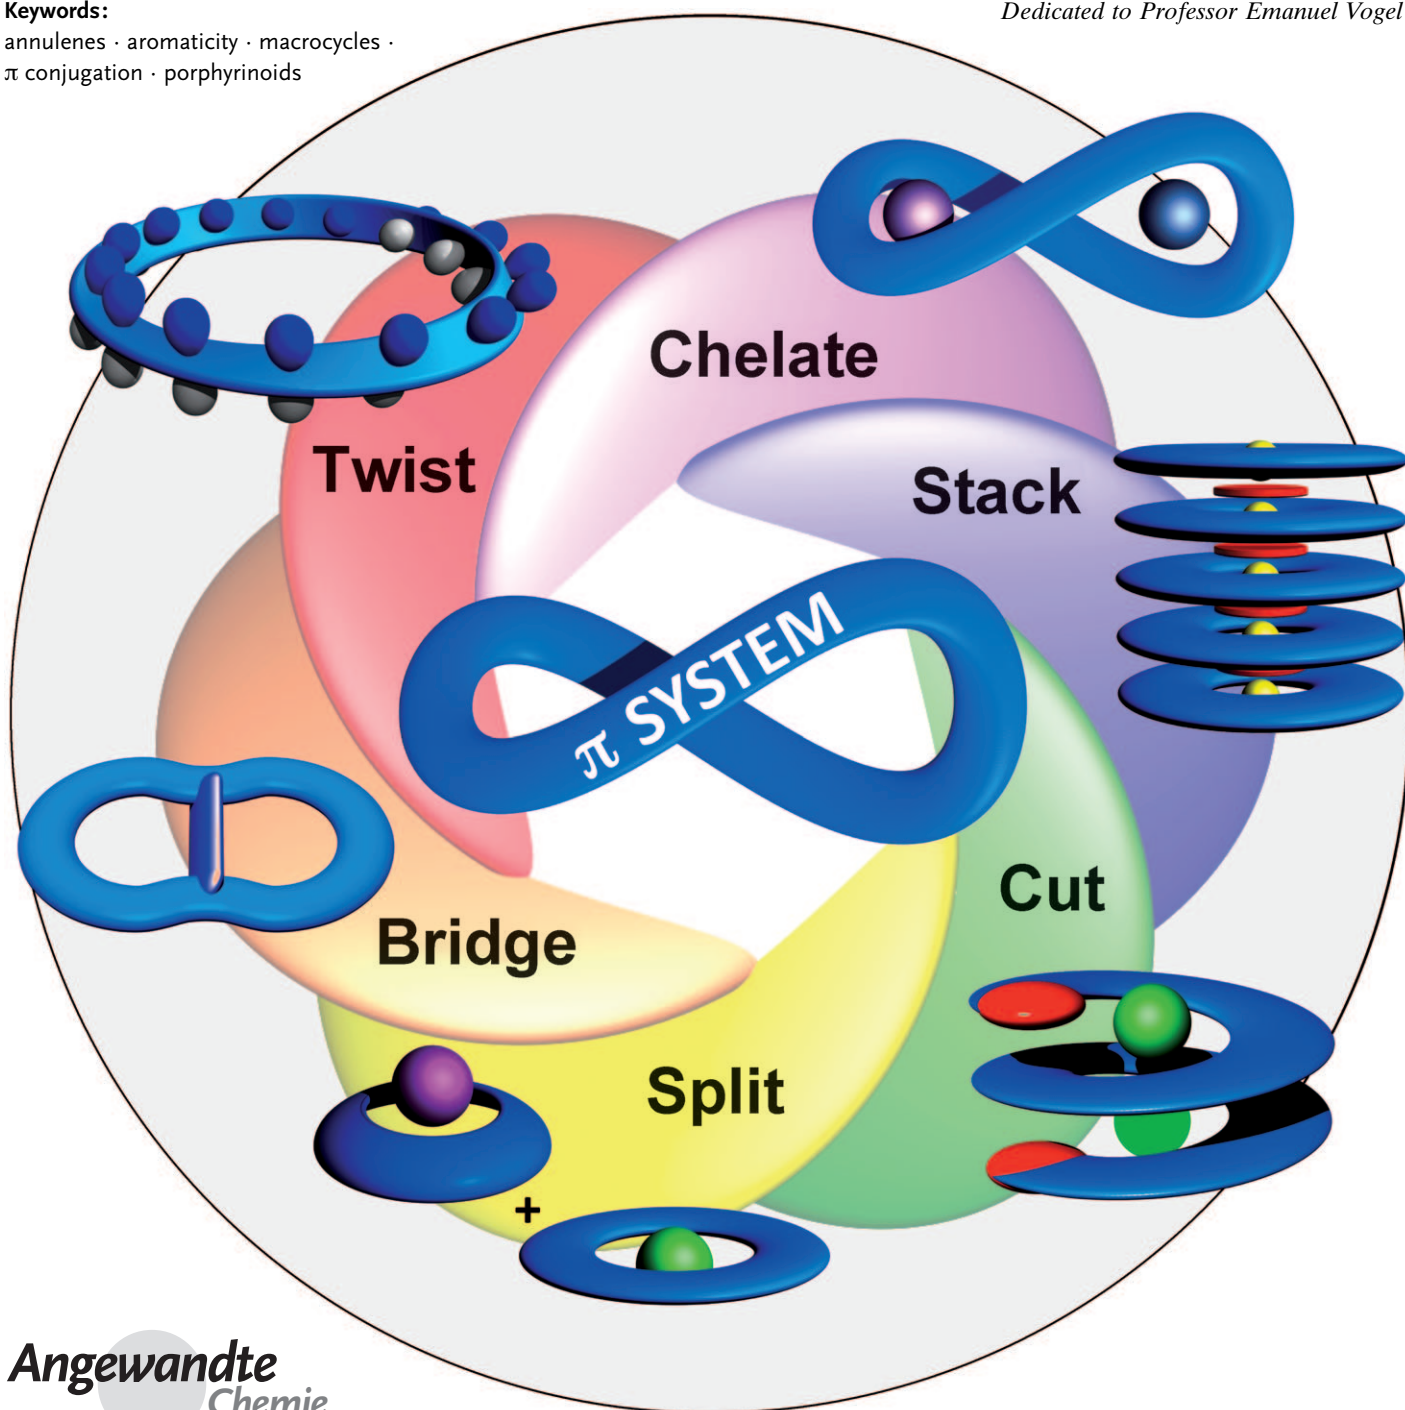 Keywords:
annulenes · aromaticity · macrocycles ·
π conjugation · porphyrinoids
Dedicated to Professor Emanuel Vogel
Chelate
Twist
Stack
π SYSTEM
Cut
Bridge
Split
+
Angewandte
Chemie